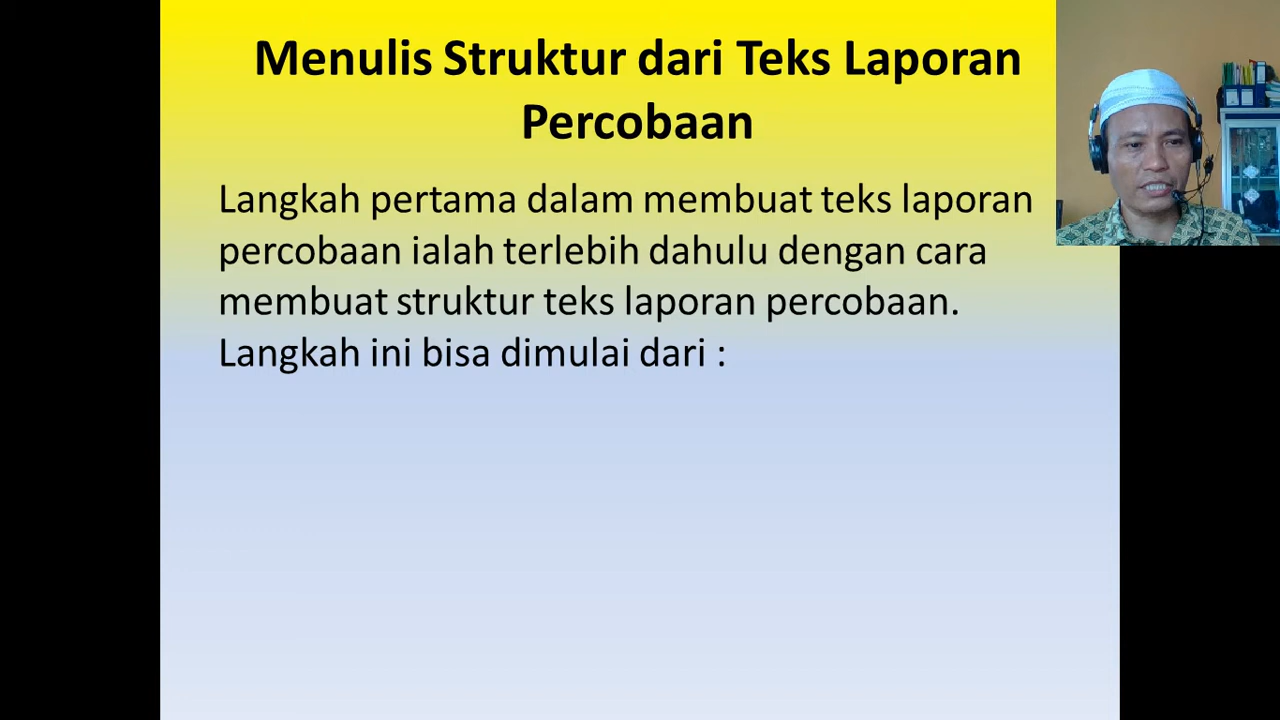 Menulis Struktur dari Teks Laporan
Percobaan
Langkah pertama dalam membuat teks laporan
percobaan ialah terlebih dahulu dengan cara
membuat struktur teks laporan percobaan.
Langkah ini bisa dimulai dari :